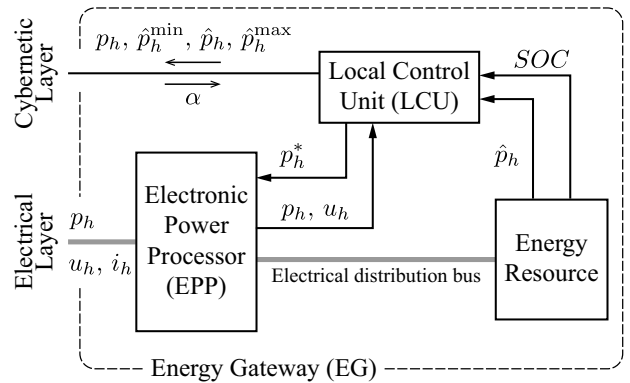 Cybernetic
Layer
p_h, p̂_h^min, p̂_h, p̂_h^max
α
Local Control
Unit (LCU)
SOC
p̂_h
p_h^*
p_h, u_h
Electrical
Layer
p_h
u_h, i_h
Electronic
Power
Processor
(EPP)
Electrical distribution bus
Energy
Resource
Energy Gateway (EG)